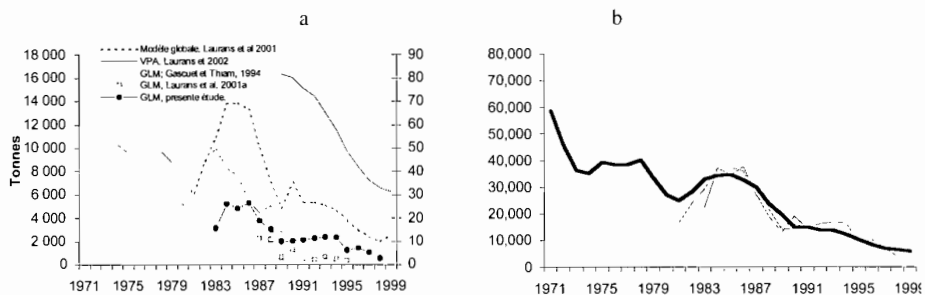 a
b
Modèle globale, Laurans et al 2001
VPA, Laurans et 2002
GLM; Gascuet et Thiam, 1994
GLM, Laurans et al. 2001a
GLM, presente étude.
Tonnes
18 000
16 000
14 000
12 000
10 000
8 000
6 000
4 000
2 000
0
90
80
70
60
50
40
30
20
10
0
1971 1975 1979 1983 1987 1991 1995 1999
80,000
70,000
60,000
50,000
40,000
30,000
20,000
10,000
0
1971 1975 1979 1983 1987 1991 1995 1999